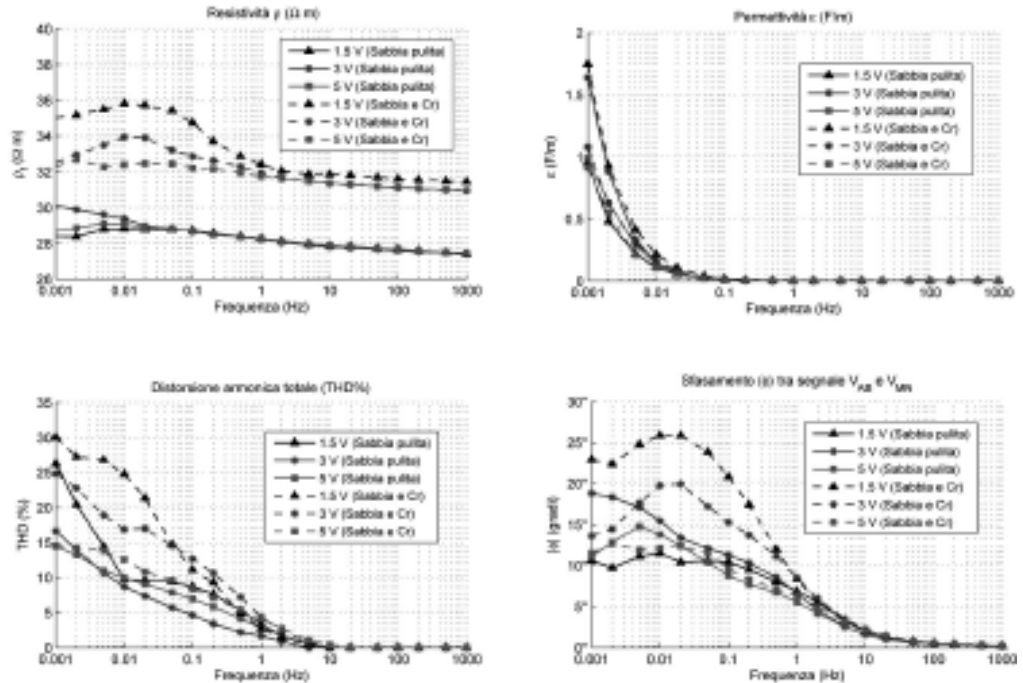 Resistività ρ (Ω m)
40
38
36
34
32
30
28
26
ρ (Ω m)
1.5 V (Sabbia pulita)
3 V (Sabbia pulita)
5 V (Sabbia pulita)
1.5 V (Sabbia e Cr)
3 V (Sabbia e Cr)
5 V (Sabbia e Cr)
0.001 0.01 0.1 1 10 100 1000
Frequenza (Hz)
Permettività ε (F/m)
2
1.5
1
0.5
0
ε (F/m)
1.5 V (Sabbia pulita)
3 V (Sabbia pulita)
5 V (Sabbia pulita)
1.5 V (Sabbia e Cr)
3 V (Sabbia e Cr)
5 V (Sabbia e Cr)
0.001 0.01 0.1 1 10 100 1000
Frequenza (Hz)
Distorsione armonica totale (THD%)
35
30
25
20
15
10
5
0
THD (%)
1.5 V (Sabbia pulita)
3 V (Sabbia pulita)
5 V (Sabbia pulita)
1.5 V (Sabbia e Cr)
3 V (Sabbia e Cr)
5 V (Sabbia e Cr)
0.001 0.01 0.1 1 10 100 1000
Frequenza (Hz)
Sfasamento (φ) tra segnale V_AB e V_MN
30°
25°
20°
15°
10°
5°
0°
|φ| (gradi)
1.5 V (Sabbia pulita)
3 V (Sabbia pulita)
5 V (Sabbia pulita)
1.5 V (Sabbia e Cr)
3 V (Sabbia e Cr)
5 V (Sabbia e Cr)
0.001 0.01 0.1 1 10 100 1000
Frequenza (Hz)